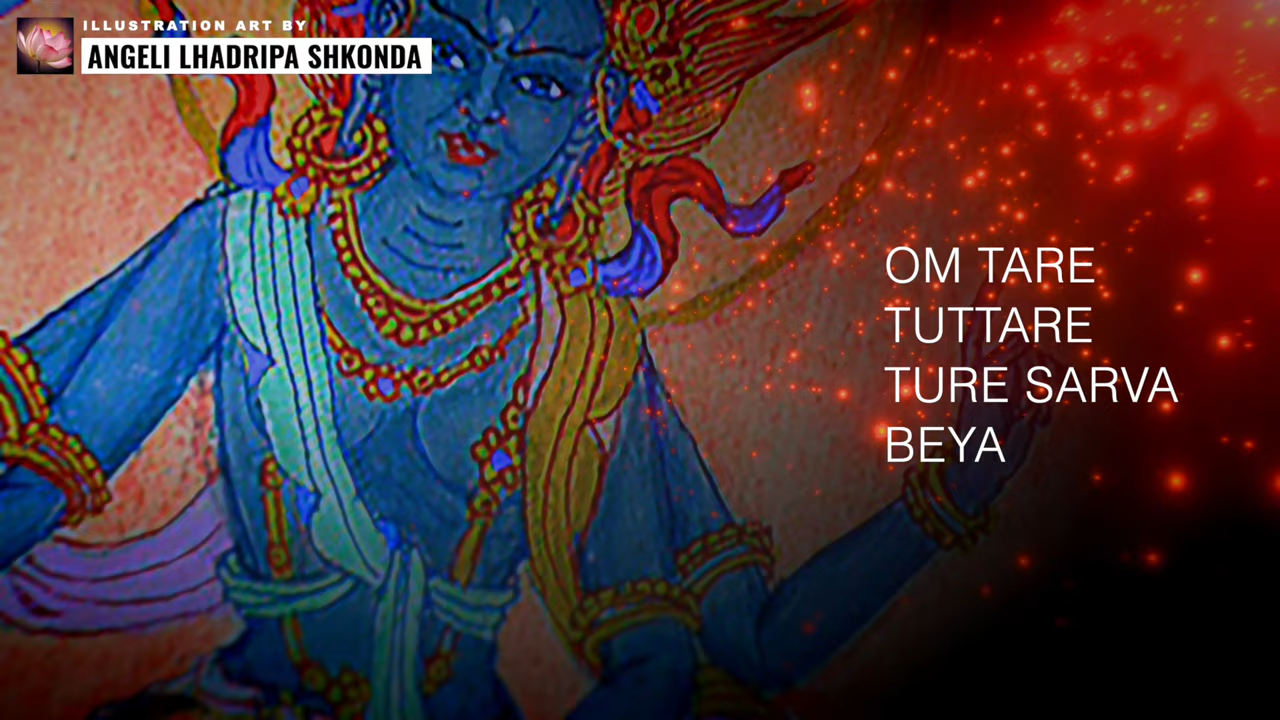 ILLUSTRATION ART BY
ANGELI LHADRIPA SHKONDA
OM TARE
TUTTARE
TURE SARVA
BEYA